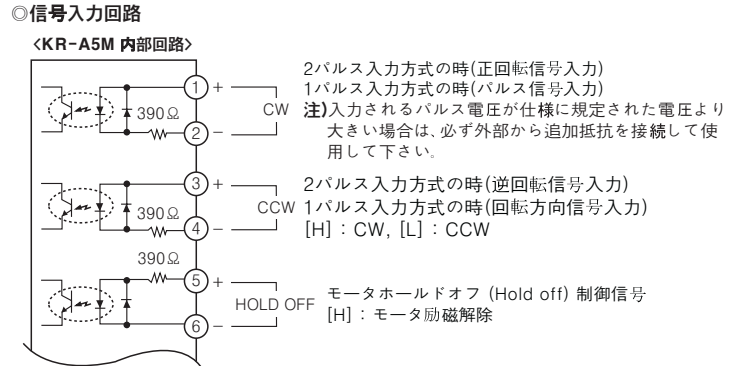 ◎信号入力回路
<KR-A5M 内部回路>
2パルス入力方式の時(正回転信号入力)
1パルス入力方式の時(パルス信号入力)
注)入力されるパルス電圧が仕様に規定された電圧より
大きい場合は、必ず外部から追加抵抗を接続して使
用して下さい。
① +
CW
390Ω
② −
③ +
2パルス入力方式の時(逆回転信号入力)
CCW
1パルス入力方式の時(回転方向信号入力)
390Ω
④ −
[H] : CW, [L] : CCW
390Ω
⑤ +
HOLD OFF
モータホールドオフ (Hold off) 制御信号
[H] : モータ励磁解除
⑥ −